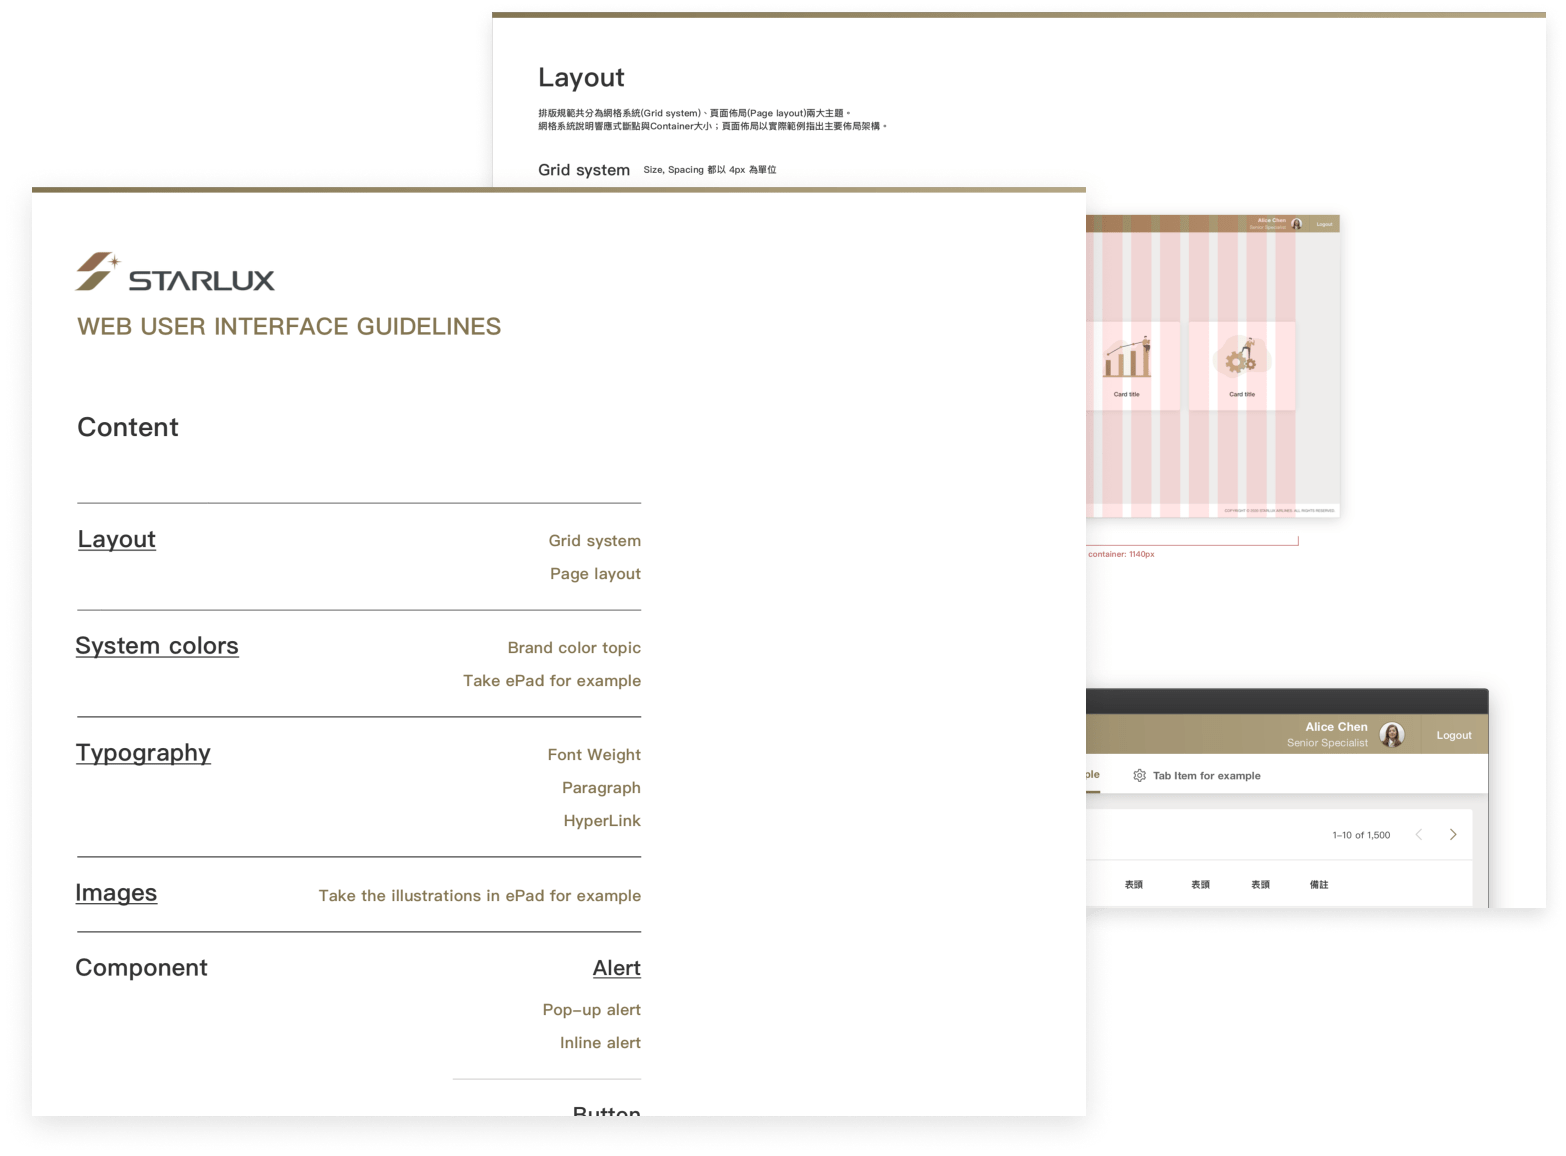 Layout
排版規範共分為網格系統(Grid system)、頁面佈局(Page layout)兩大主題。
網格系統說明響應式斷點與Container大小；頁面佈局以實際範例指出主要佈局架構。
Grid system Size, Spacing 都以 4px 為單位
Alice Chen
Senior Specialist
Logout
Card title
Card title
COPYRIGHT © 2018 STARLUX AIRLINES. ALL RIGHTS RESERVED.
container: 1140px
Alice Chen
Senior Specialist
Logout
Tab Item for example
1–10 of 1,500
表頭 表頭 表頭 備註
STARLUX
WEB USER INTERFACE GUIDELINES
Content
Layout
Grid system
Page layout
System colors
Brand color topic
Take ePad for example
Typography
Font Weight
Paragraph
HyperLink
Images
Take the illustrations in ePad for example
Component
Alert
Pop-up alert
Inline alert
Button